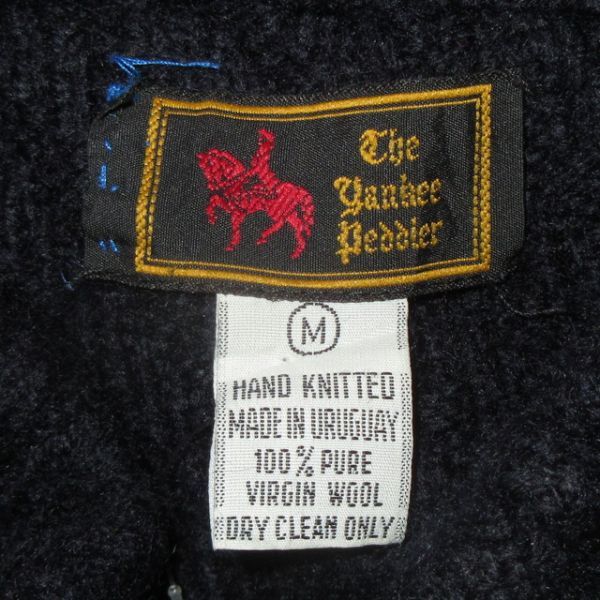 The
Yankee
Peddler
M
HAND KNITTED
MADE IN URUGUAY
100% PURE
VIRGIN WOOL
DRY CLEAN ONLY